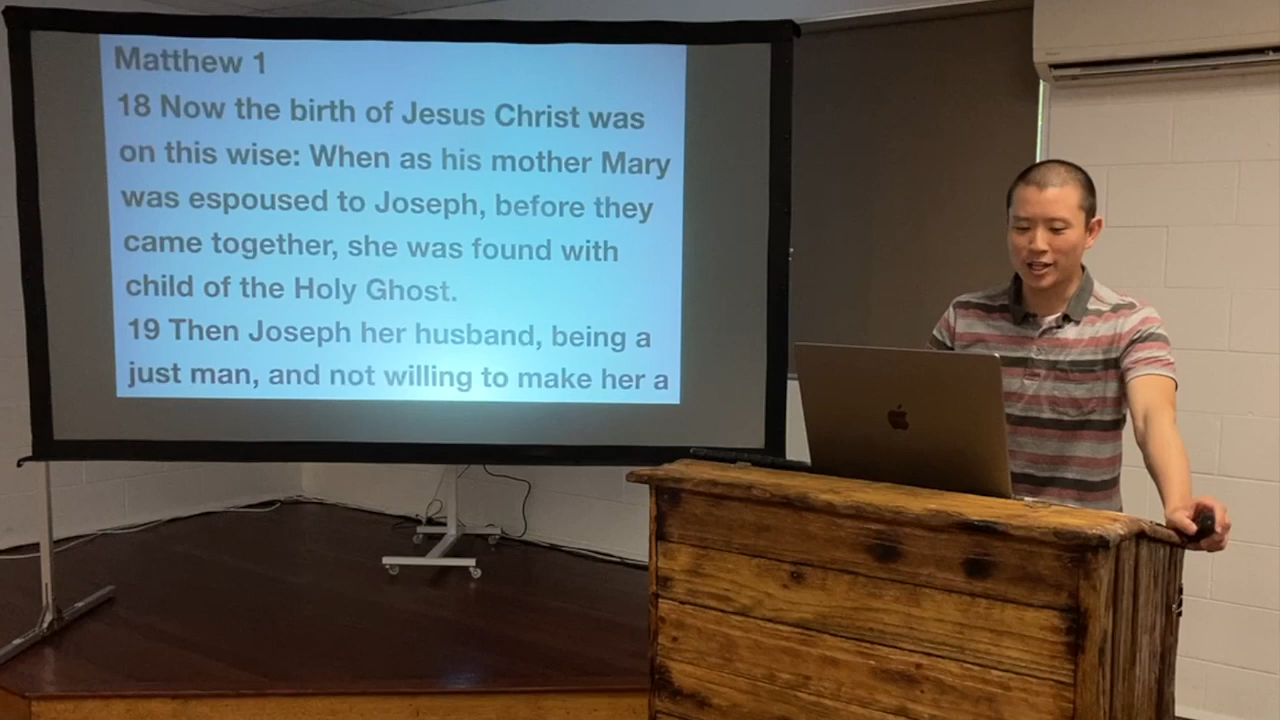 Matthew 1
18 Now the birth of Jesus Christ was
on this wise: When as his mother Mary
was espoused to Joseph, before they
came together, she was found with
child of the Holy Ghost.
19 Then Joseph her husband, being a
just man, and not willing to make her a